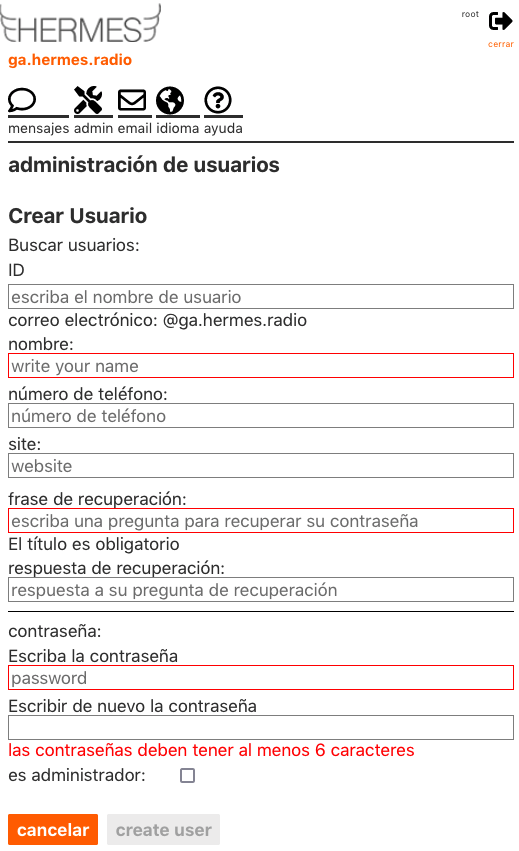 HERMES
root
cerrar
ga.hermes.radio
mensajes admin email idioma ayuda
administración de usuarios
Crear Usuario
Buscar usuarios:
ID
escriba el nombre de usuario
correo electrónico: @ga.hermes.radio
nombre:
write your name
número de teléfono:
número de teléfono
site:
website
frase de recuperación:
escriba una pregunta para recuperar su contraseña
El título es obligatorio
respuesta de recuperación:
respuesta a su pregunta de recuperación
contraseña:
Escriba la contraseña
password
Escribir de nuevo la contraseña
las contraseñas deben tener al menos 6 caracteres
es administrador:
cancelar create user